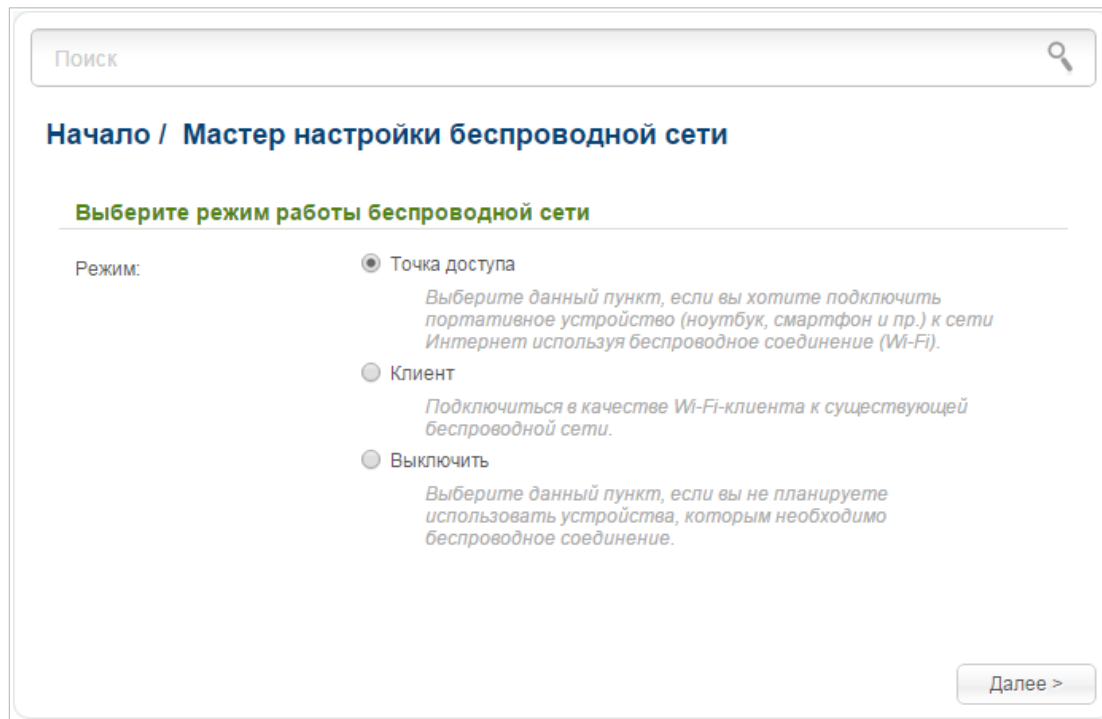 Поиск
Начало / Мастер настройки беспроводной сети
Выберите режим работы беспроводной сети
Режим:
Точка доступа
Выберите данный пункт, если вы хотите подключить
портативное устройство (ноутбук, смартфон и пр.) к сети
Интернет используя беспроводное соединение (Wi-Fi).
Клиент
Подключиться в качестве Wi-Fi-клиента к существующей
беспроводной сети.
Выключить
Выберите данный пункт, если вы не планируете
использовать устройства, которым необходимо
беспроводное соединение.
Далее >